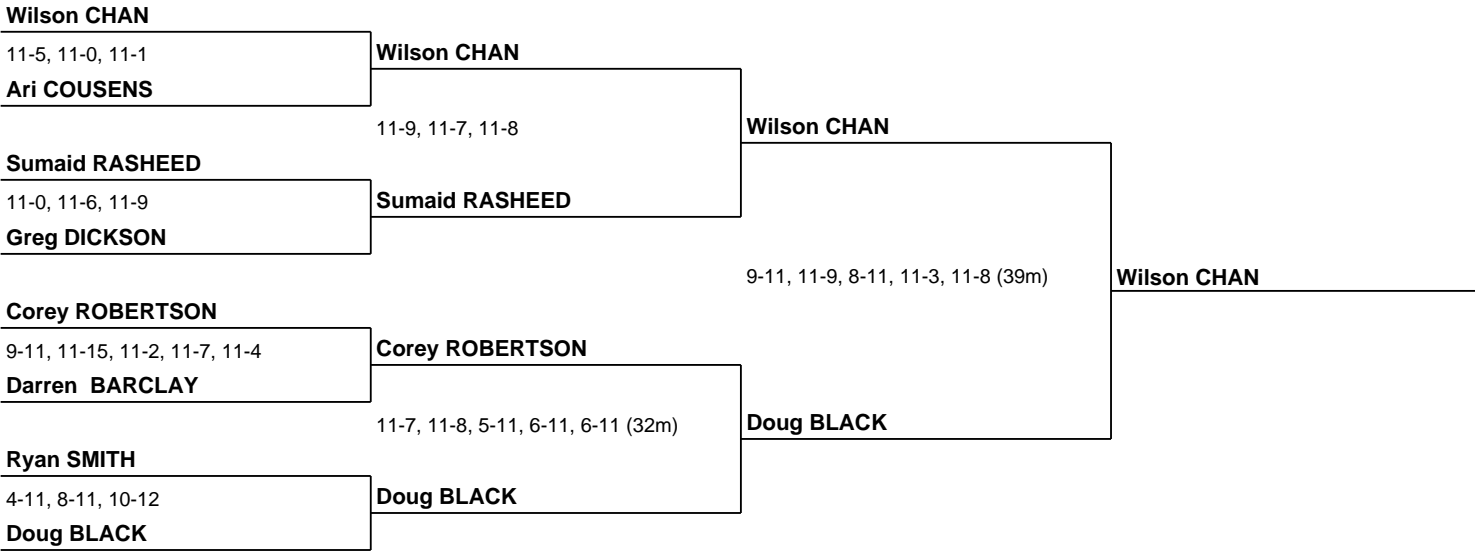 Wilson CHAN
11-5, 11-0, 11-1
Wilson CHAN
Ari COUSENS
11-9, 11-7, 11-8
Wilson CHAN
Sumaid RASHEED
11-0, 11-6, 11-9
Sumaid RASHEED
Greg DICKSON
9-11, 11-9, 8-11, 11-3, 11-8 (39m)
Wilson CHAN
Corey ROBERTSON
9-11, 11-15, 11-2, 11-7, 11-4
Corey ROBERTSON
Darren BARCLAY
11-7, 11-8, 5-11, 6-11, 6-11 (32m)
Doug BLACK
Ryan SMITH
4-11, 8-11, 10-12
Doug BLACK
Doug BLACK